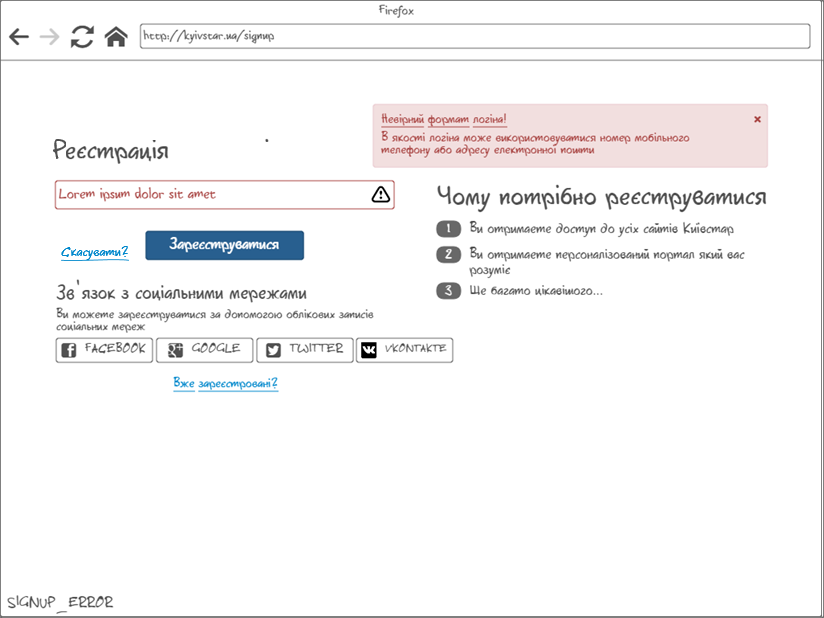 Firefox
http://kyivstar.ua/signup
Невірний формат логіна!
В якості логіна може використовуватися номер мобільного
телефону або адресу електронної пошти
Реєстрація
Lorem ipsum dolor sit amet
Скасувати?
Зареєструватися
Чому потрібно реєструватися
1 Ви отримаете доступ до усіх сайтів Київстар
2 Ви отримаете персоналізований портал який вас
розуміє
3 Ще багато цікавішого...
Зв'язок з соціальними мережами
Ви можете зареєструватися за допомогою облікових записів
соціальних мереж
FACEBOOK
GOOGLE
TWITTER
VKONTAKTE
Вже зареєстровані?
SIGNUP_ERROR